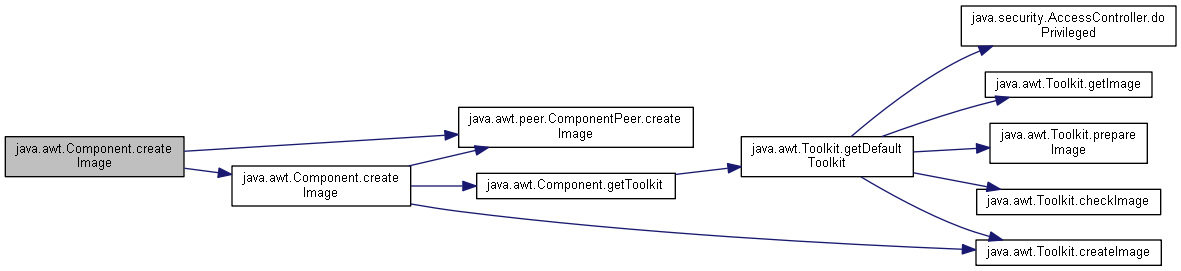 java.awt.Component.create
Image
java.awt.Component.create
Image
java.awt.peer.ComponentPeer.create
Image
java.awt.Component.getToolkit
java.awt.Toolkit.getDefault
Toolkit
java.security.AccessController.do
Privileged
java.awt.Toolkit.getImage
java.awt.Toolkit.prepare
Image
java.awt.Toolkit.checkImage
java.awt.Toolkit.createImage